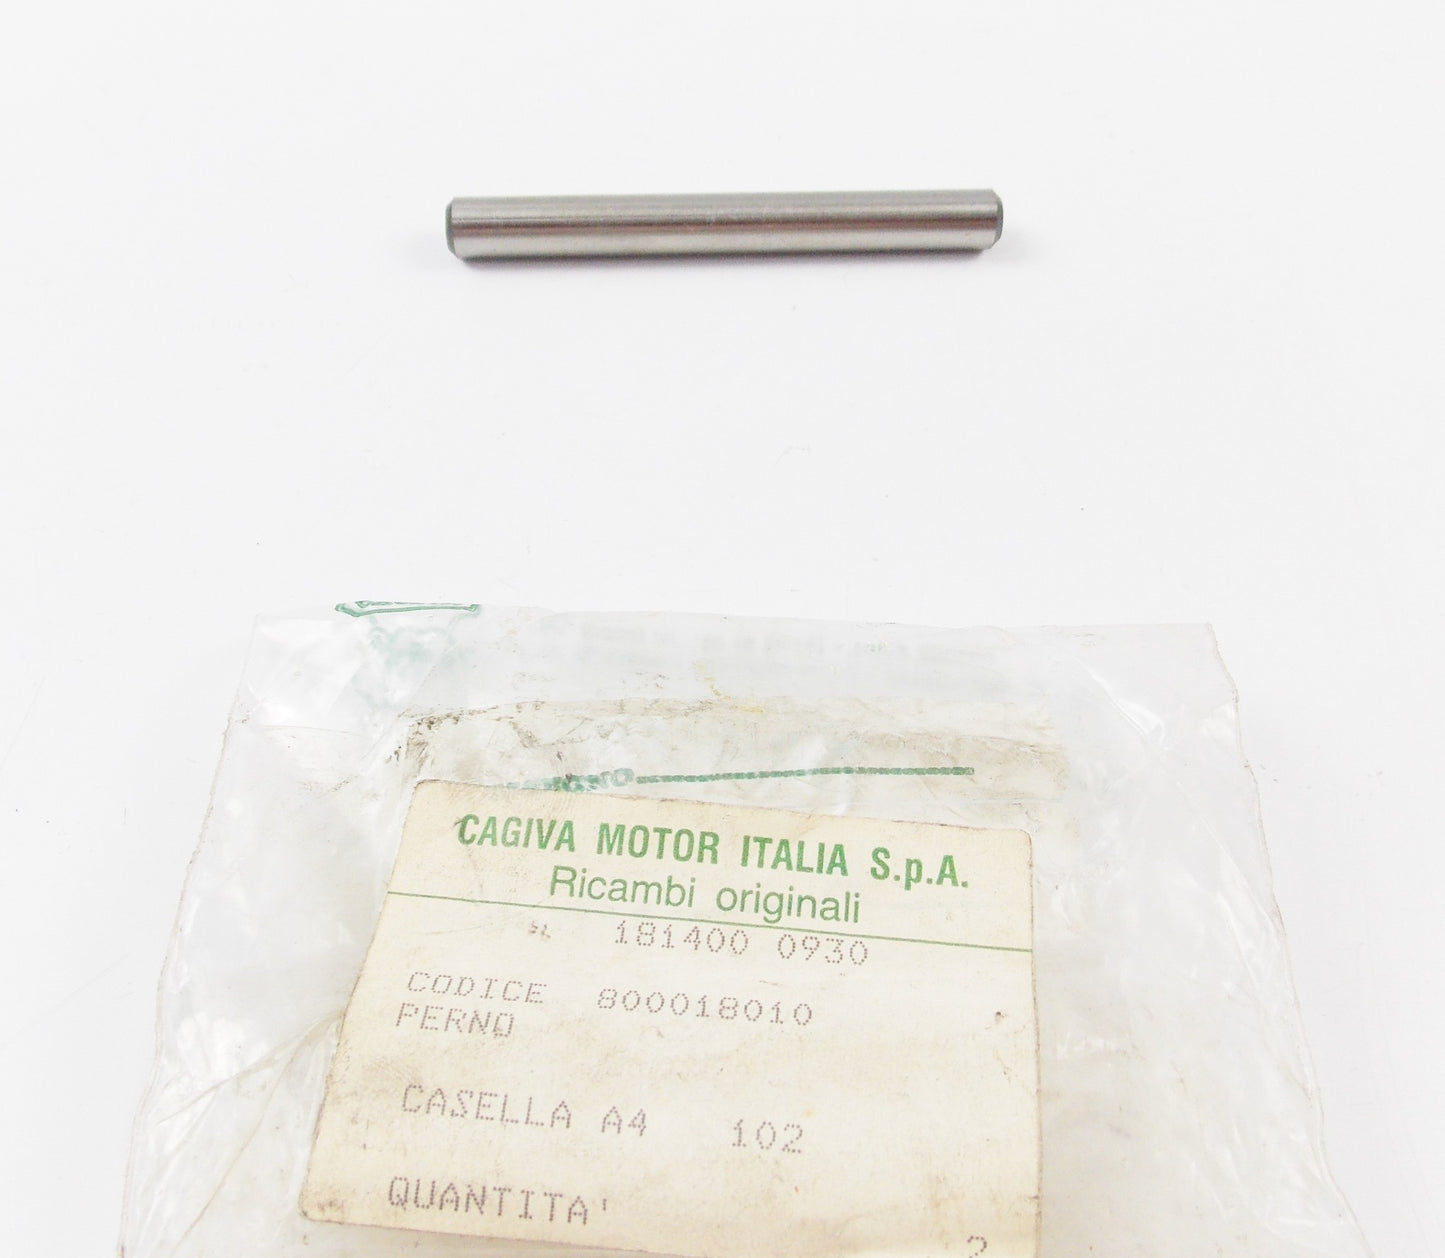 CAGIVA MOTOR ITALIA S.p.A.
Ricambi originali
181400 0930
CODICE 800018010
PERNO
CASELLA A4 102
QUANTITA'
2